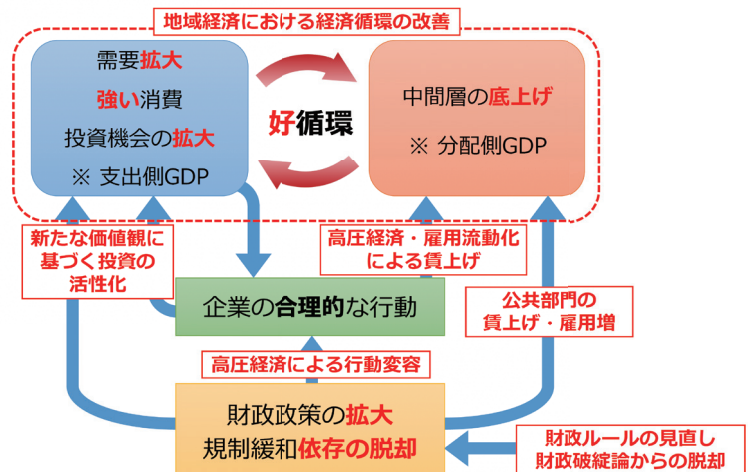 地域経済における経済循環の改善
需要拡大
強い消費
投資機会の拡大
※ 支出側GDP
好循環
中間層の底上げ
※ 分配側GDP
新たな価値観に
基づく投資の
活性化
高圧経済・雇用流動化
による賃上げ
企業の合理的な行動
公共部門の
賃上げ・雇用増
高圧経済による行動変容
財政政策の拡大
規制緩和依存の脱却
財政ルールの見直し
財政破綻論からの脱却